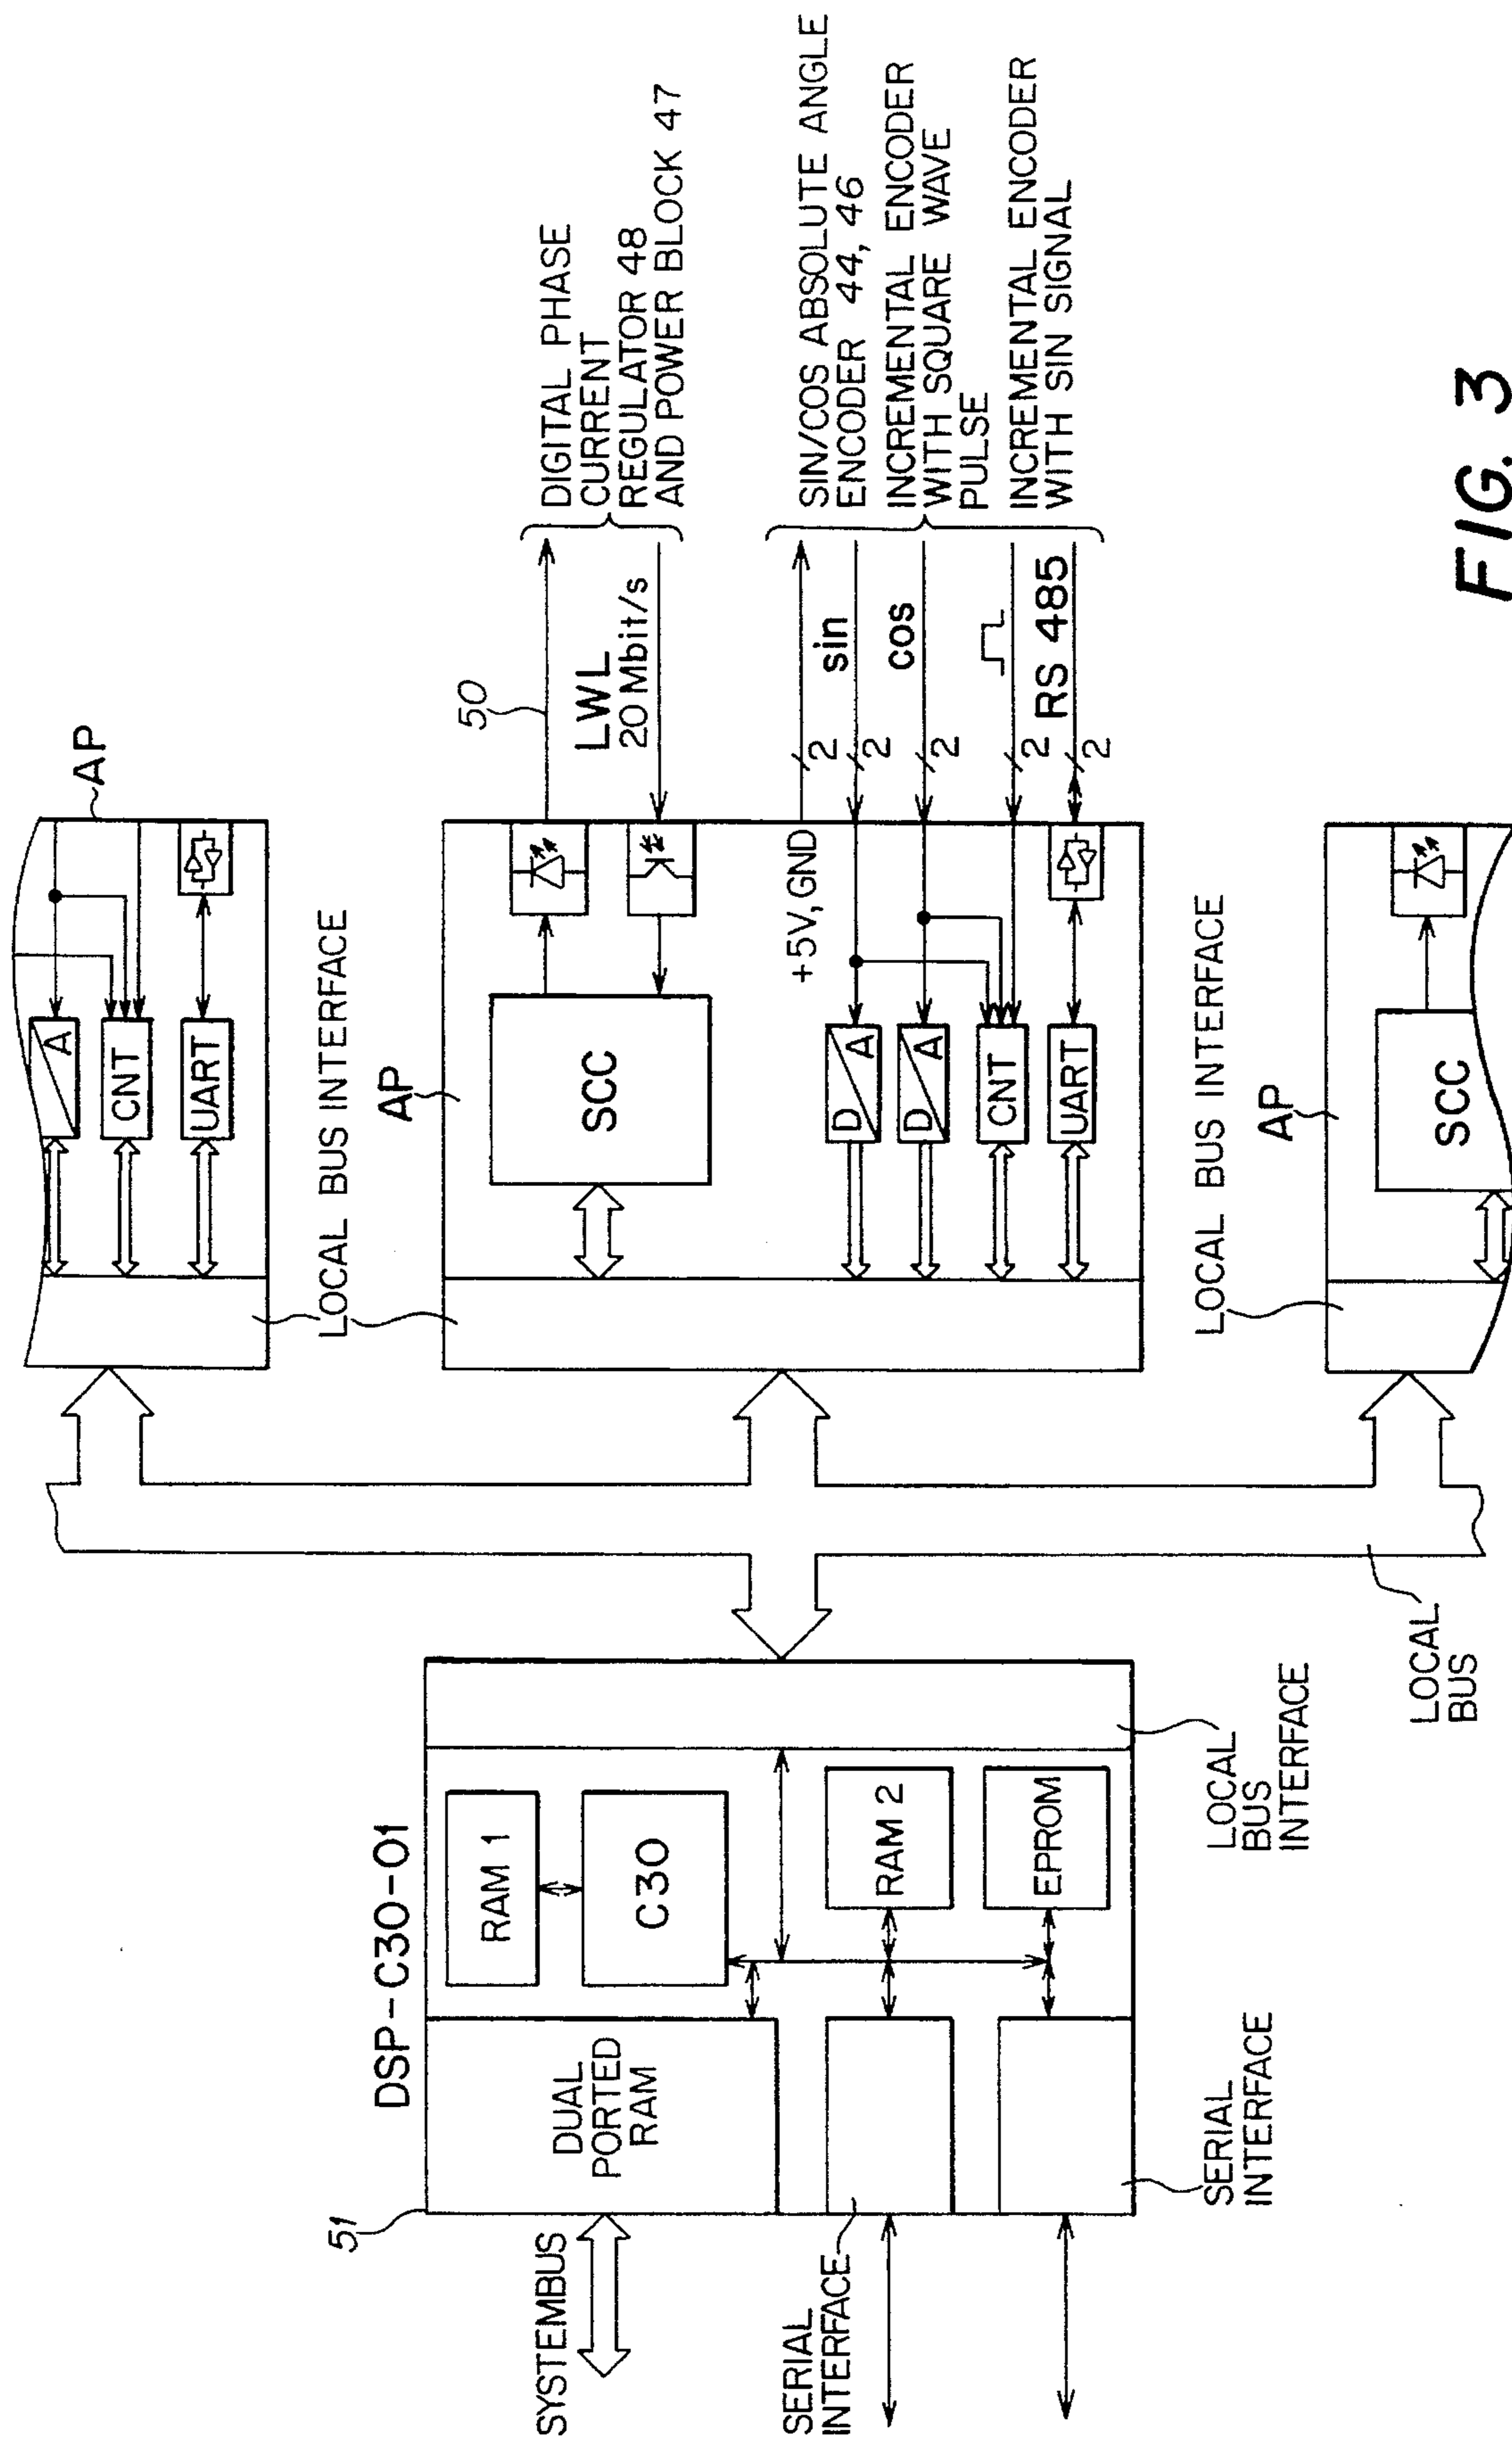 DSP-C30-01
51
SYSTEMBUS
DUAL
PORTED
RAM
RAM 1
C30
RAM 2
EPROM
SERIAL
INTERFACE
SERIAL
INTERFACE
LOCAL
BUS
INTERFACE
LOCAL
BUS
A
CNT
UART
AP
LOCAL BUS INTERFACE
AP
SCC
50
LWL
20 Mbit/s
DIGITAL PHASE
CURRENT
REGULATOR 48
AND POWER BLOCK 47
+5V, GND
D A
D A
CNT
UART
2
sin
2
cos
2
2
RS 485
2
SIN/COS ABSOLUTE ANGLE
ENCODER 44, 46
INCREMENTAL ENCODER
WITH SQUARE WAVE
PULSE
INCREMENTAL ENCODER
WITH SIN SIGNAL
LOCAL BUS INTERFACE
AP
SCC
FIG. 3